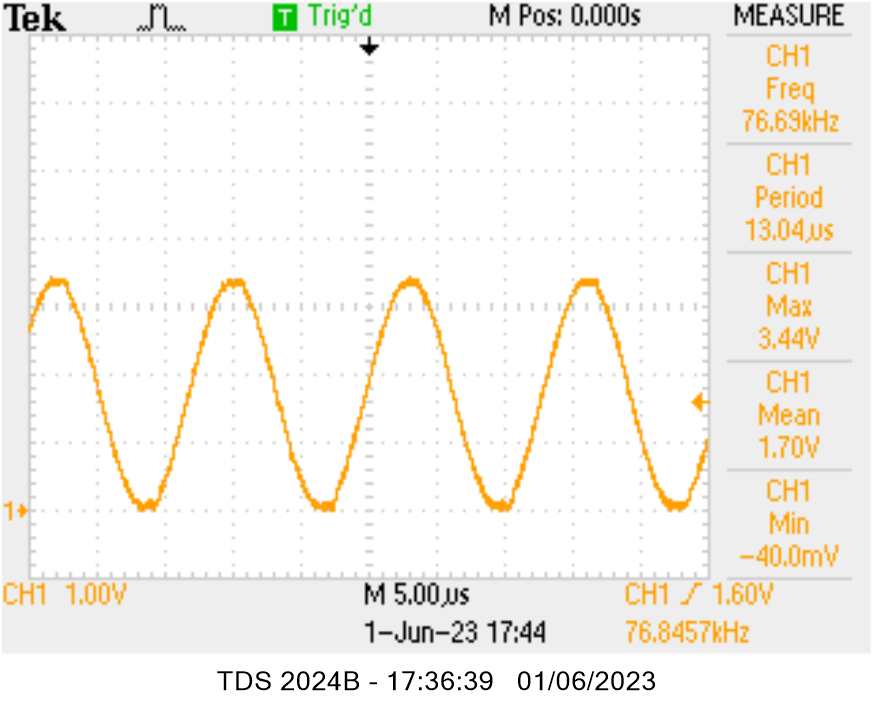 Tek Trig'd M Pos: 0.000s MEASURE
CH1
Freq
76.69kHz
CH1
Period
13.04µs
CH1
Max
3.44V
CH1
Mean
1.70V
CH1
Min
-40.0mV
1
CH1 1.00V M 5.00µs CH1 1.60V
1-Jun-23 17:44 76.8457kHz
TDS 2024B - 17:36:39 01/06/2023